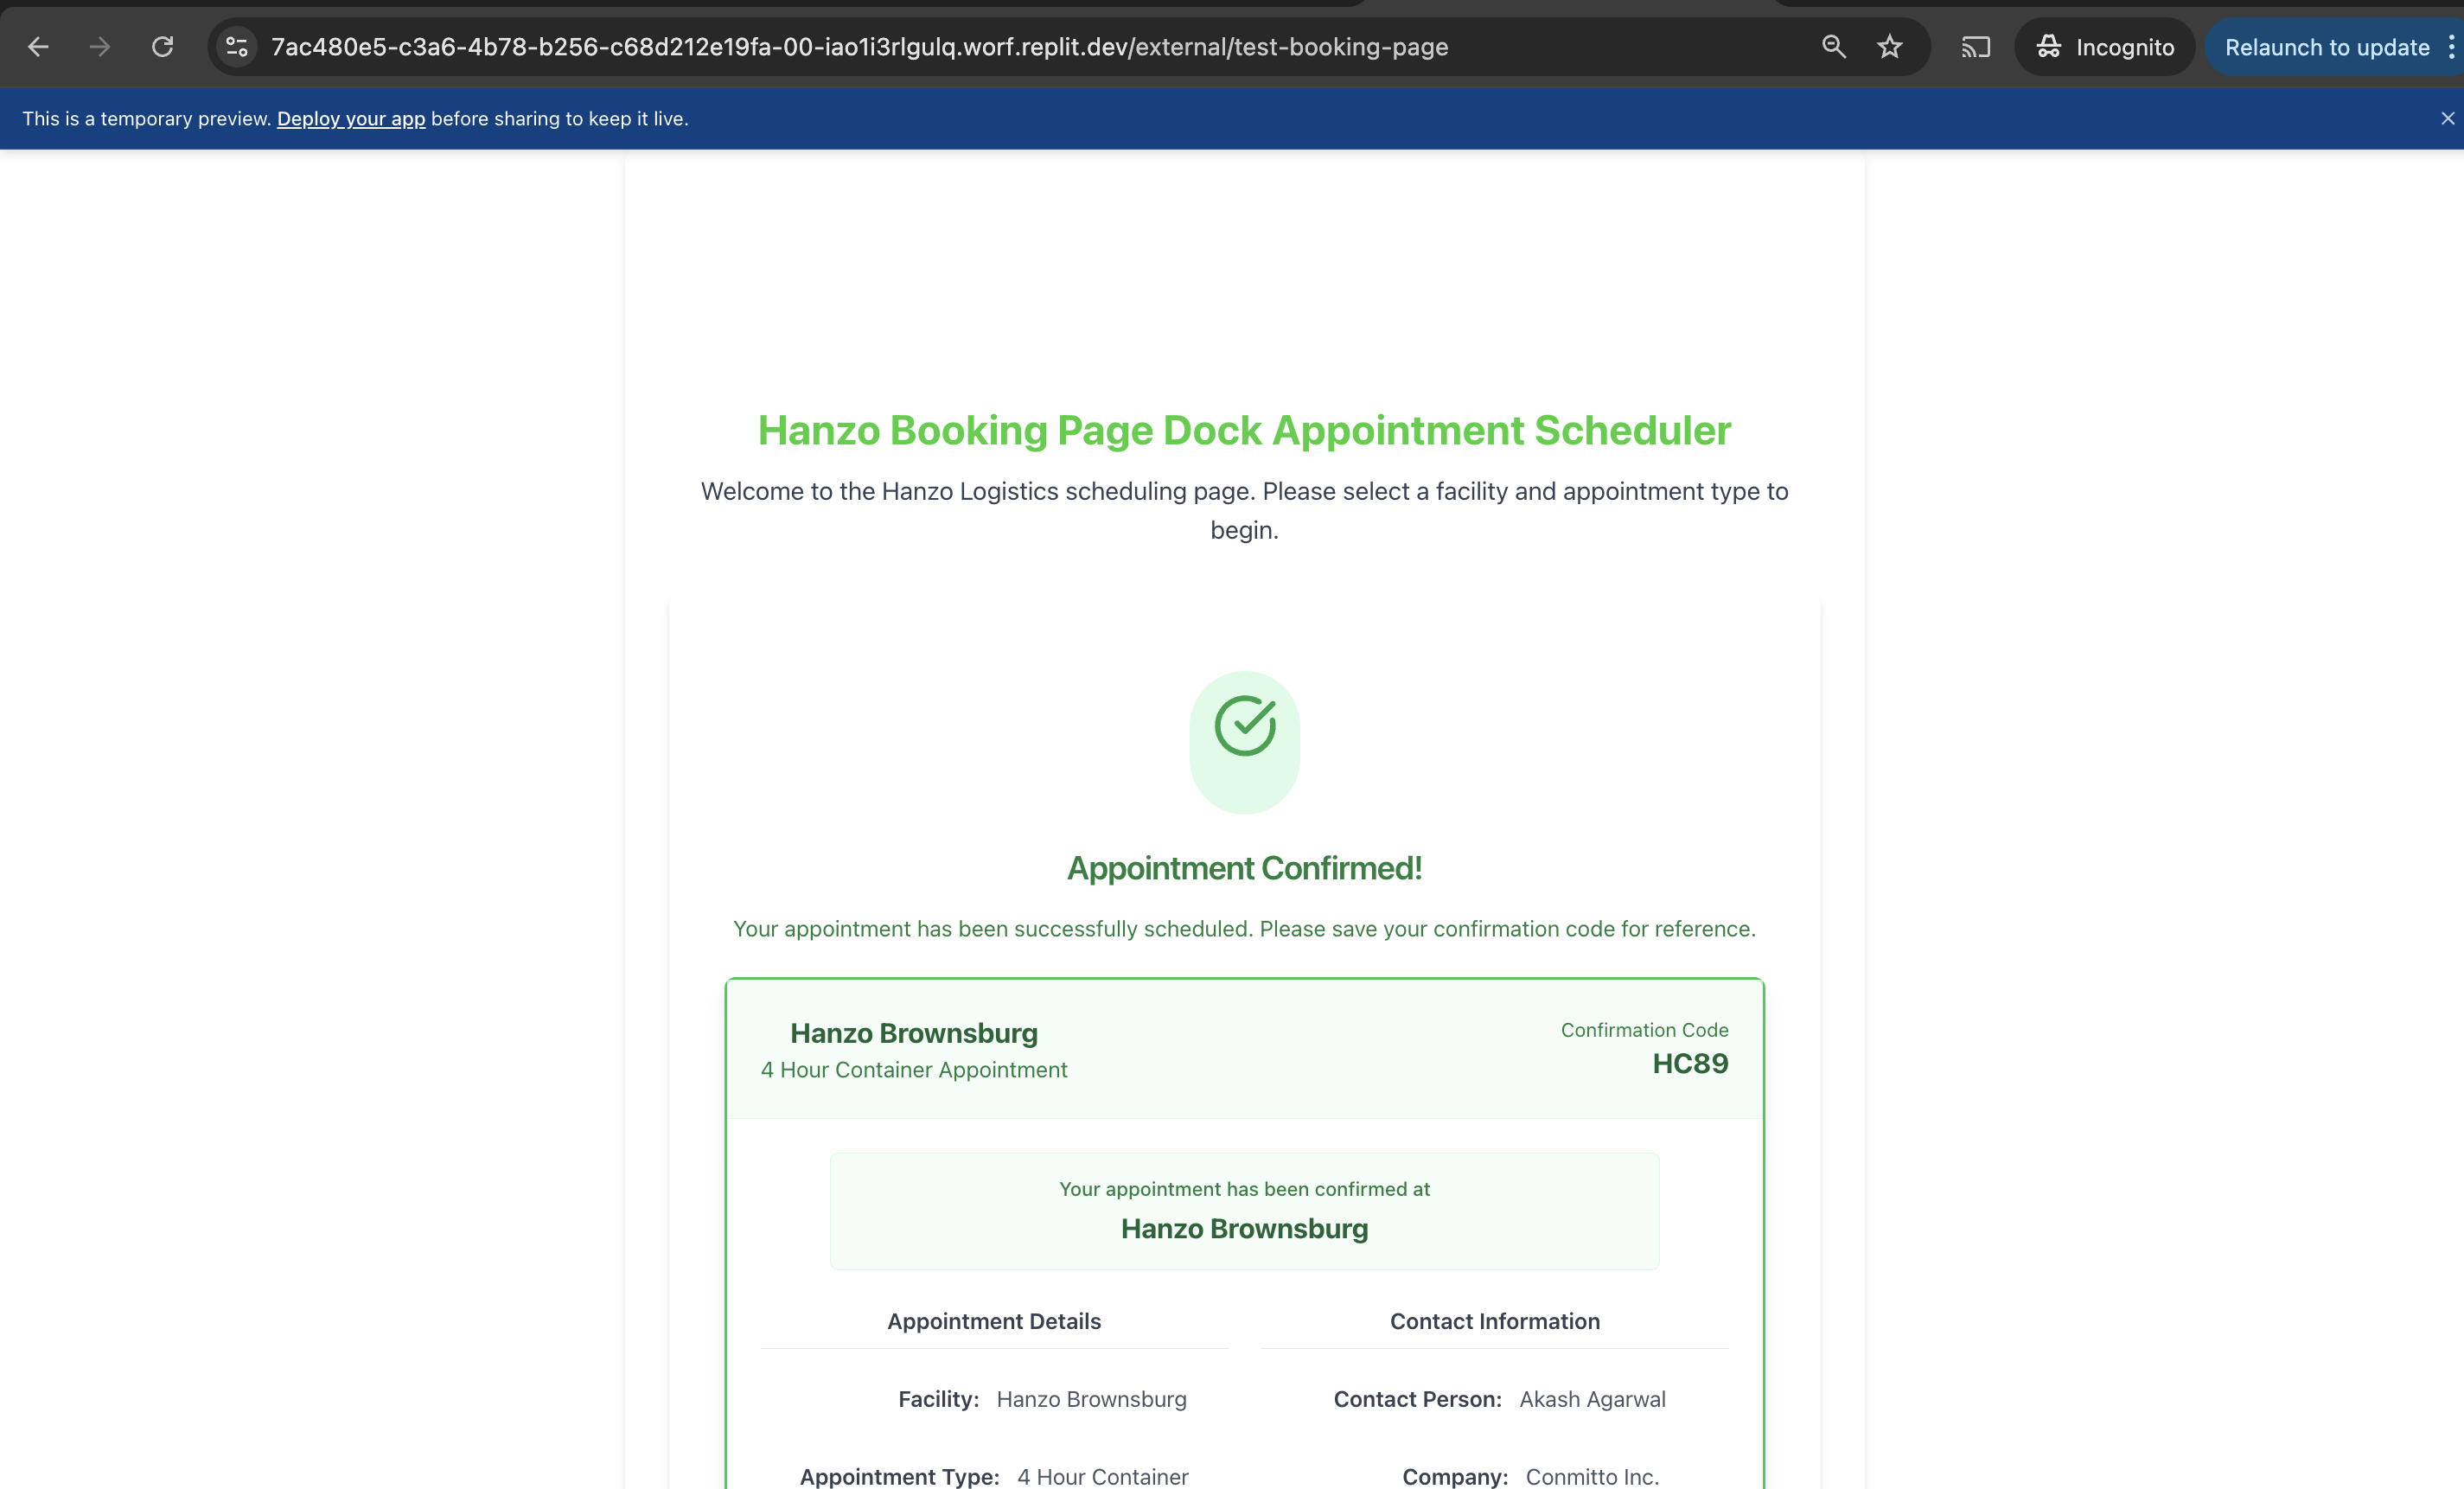 7ac480e5-c3a6-4b78-b256-c68d212e19fa-00-iao1i3rlgulq.worf.replit.dev/external/test-booking-page
Incognito
Relaunch to update
This is a temporary preview. Deploy your app before sharing to keep it live.
Hanzo Booking Page Dock Appointment Scheduler
Welcome to the Hanzo Logistics scheduling page. Please select a facility and appointment type to
begin.
Appointment Confirmed!
Your appointment has been successfully scheduled. Please save your confirmation code for reference.
Hanzo Brownsburg
4 Hour Container Appointment
Confirmation Code
HC89
Your appointment has been confirmed at
Hanzo Brownsburg
Appointment Details
Facility: Hanzo Brownsburg
Appointment Type: 4 Hour Container
Contact Information
Contact Person: Akash Agarwal
Company: Conmitto Inc.